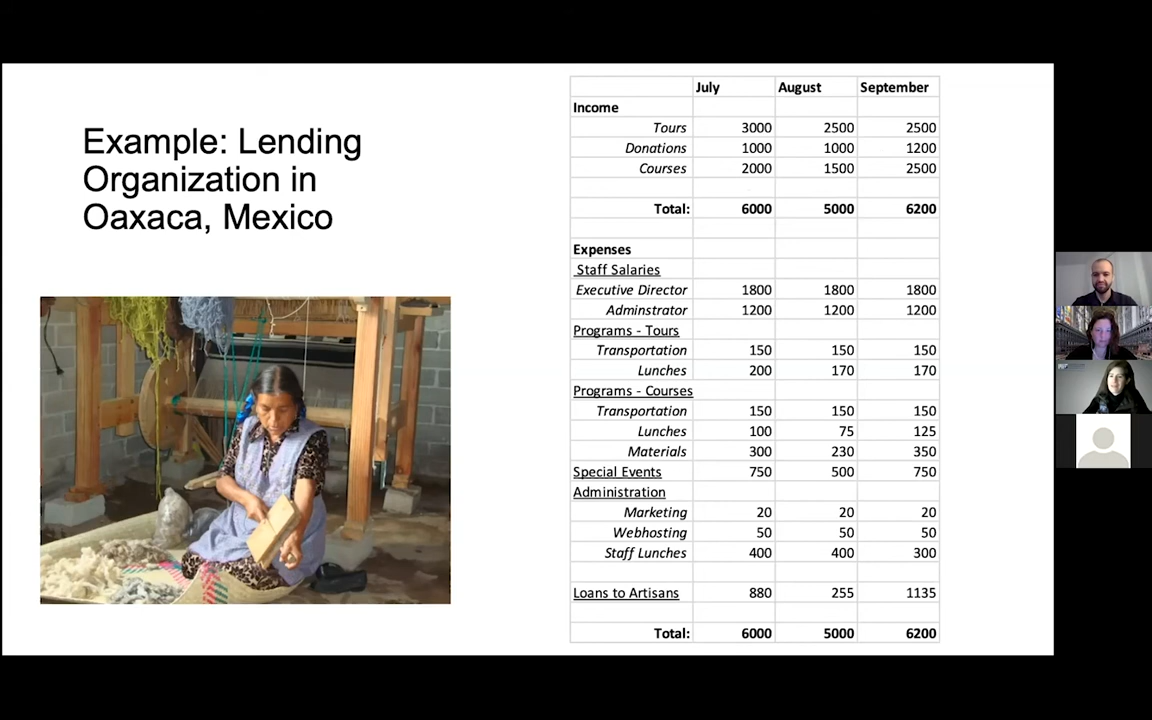 Example: Lending
Organization in
Oaxaca, Mexico
July August September
Income
Tours 3000 2500 2500
Donations 1000 1000 1200
Courses 2000 1500 2500
Total: 6000 5000 6200
Expenses
Staff Salaries
Executive Director 1800 1800 1800
Adminstrator 1200 1200 1200
Programs - Tours
Transportation 150 150 150
Lunches 200 170 170
Programs - Courses
Transportation 150 150 150
Lunches 100 75 125
Materials 300 230 350
Special Events 750 500 750
Administration
Marketing 20 20 20
Webhosting 50 50 50
Staff Lunches 400 400 300
Loans to Artisans 880 255 1135
Total: 6000 5000 6200